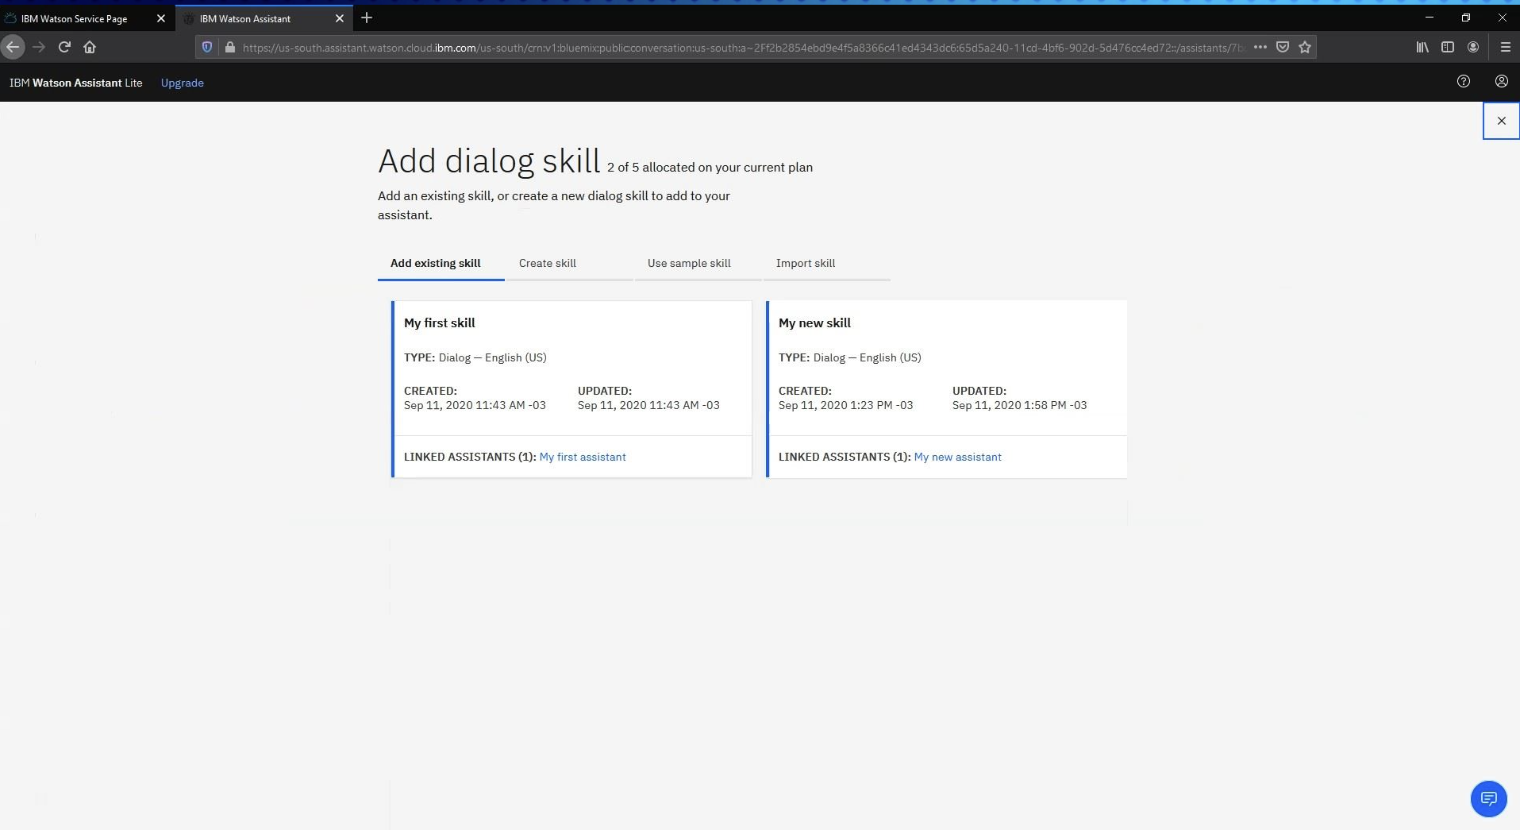 IBM Watson Service Page
IBM Watson Assistant
https://us-south.assistant.watson.cloud.ibm.com/us-south/crn:v1:bluemix:public:conversation:us-south:a~2Ff2b2854ebd9e4f5a8366c41ed4343dc6:65d5a240-11cd-4bf6-902d-5d476cc4ed72::/assistants/7b
IBM Watson Assistant Lite Upgrade
Add dialog skill 2 of 5 allocated on your current plan
Add an existing skill, or create a new dialog skill to add to your
assistant.
Add existing skill Create skill Use sample skill Import skill
My first skill
TYPE: Dialog — English (US)
CREATED: UPDATED:
Sep 11, 2020 11:43 AM -03 Sep 11, 2020 11:43 AM -03
LINKED ASSISTANTS (1): My first assistant
My new skill
TYPE: Dialog — English (US)
CREATED: UPDATED:
Sep 11, 2020 1:23 PM -03 Sep 11, 2020 1:58 PM -03
LINKED ASSISTANTS (1): My new assistant